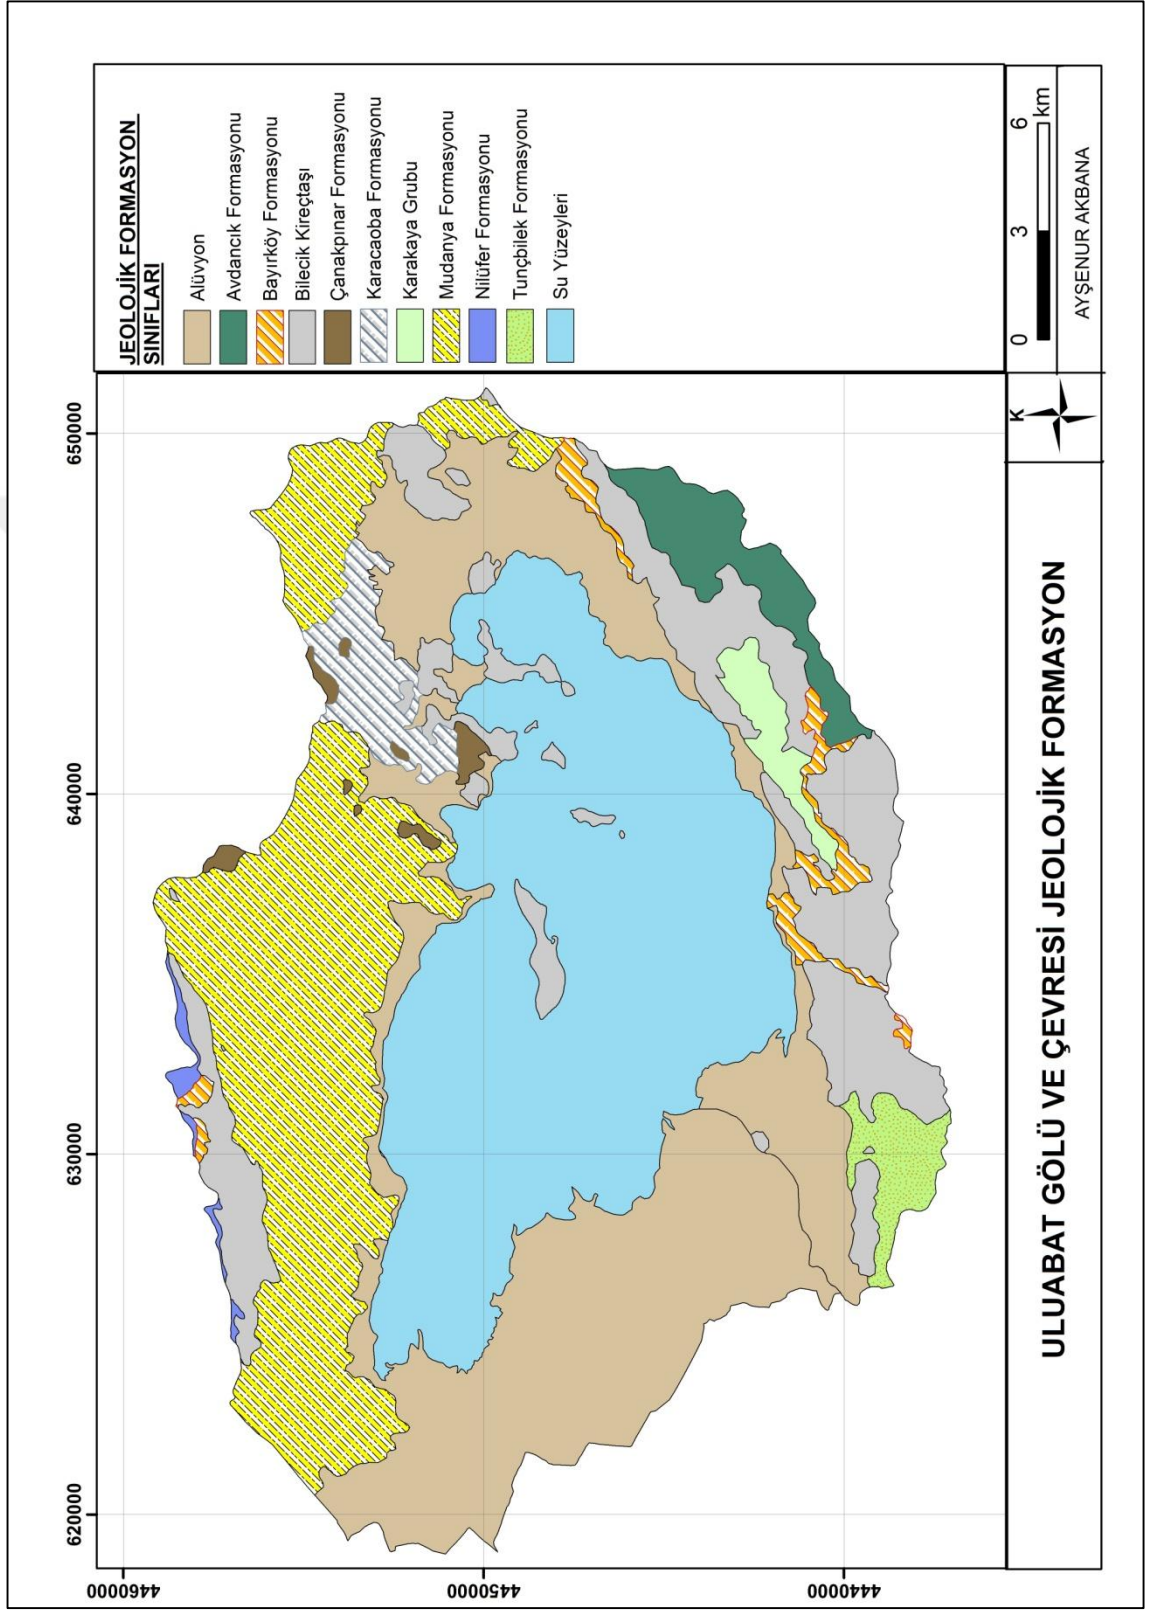 JEOLOJİK FORMASYON
SINIFLARI
Alüvyon
Avdancık Formasyonu
Bayırköy Formasyonu
Bilecik Kireçtaşı
Çanakpınar Formasyonu
Karacaoba Formasyonu
Karakaya Grubu
Mudanya Formasyonu
Nilüfer Formasyonu
Tunçbilek Formasyonu
Su Yüzeyleri
620000
630000
640000
650000
4460000
4450000
4440000
K
0 3 6
km
AYŞENUR AKBANA
ULUABAT GÖLÜ VE ÇEVRESİ JEOLOJİK FORMASYON